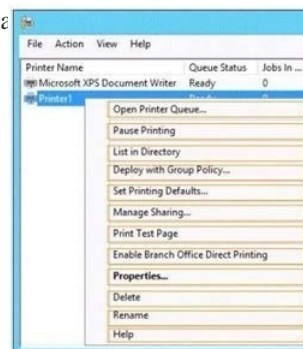 File Action View Help
Printer Name Queue Status Jobs In ...
Microsoft XPS Document Writer Ready 0
Printer1 Ready 0
Open Printer Queue...
Pause Printing
List in Directory
Deploy with Group Policy...
Set Printing Defaults...
Manage Sharing...
Print Test Page
Enable Branch Office Direct Printing
Properties...
Delete
Rename
Help